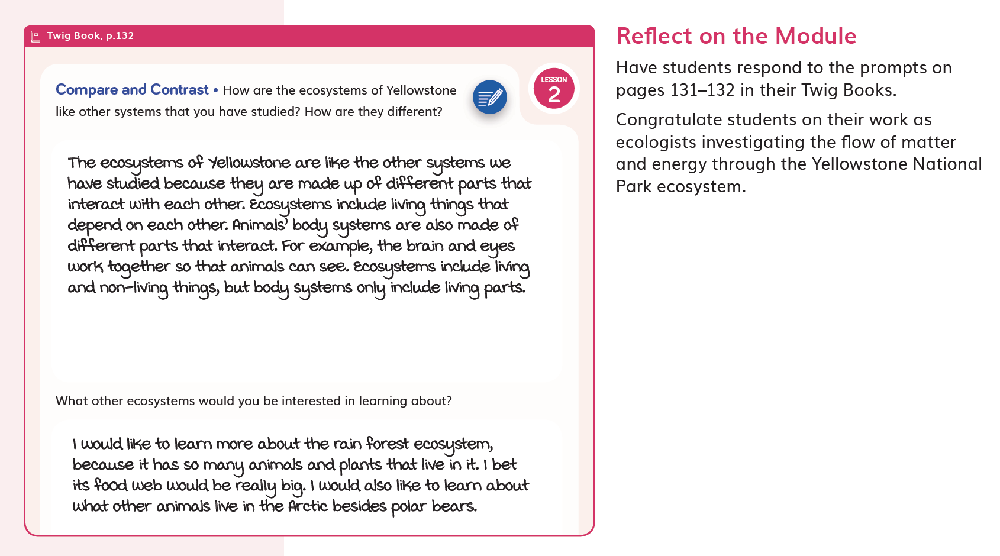 Twig Book, p.132
Compare and Contrast • How are the ecosystems of Yellowstone
like other systems that you have studied? How are they different?
LESSON
2
The ecosystems of Yellowstone are like the other systems we
have studied because they are made up of different parts that
interact with each other. Ecosystems include living things that
depend on each other. Animals’ body systems are also made of
different parts that interact. For example, the brain and eyes
work together so that animals can see. Ecosystems include living
and non-living things, but body systems only include living parts.
What other ecosystems would you be interested in learning about?
I would like to learn more about the rain forest ecosystem,
because it has so many animals and plants that live in it. I bet
its food web would be really big. I would also like to learn about
what other animals live in the Arctic besides polar bears.
Reflect on the Module
Have students respond to the prompts on
pages 131–132 in their Twig Books.
Congratulate students on their work as
ecologists investigating the flow of matter
and energy through the Yellowstone National
Park ecosystem.